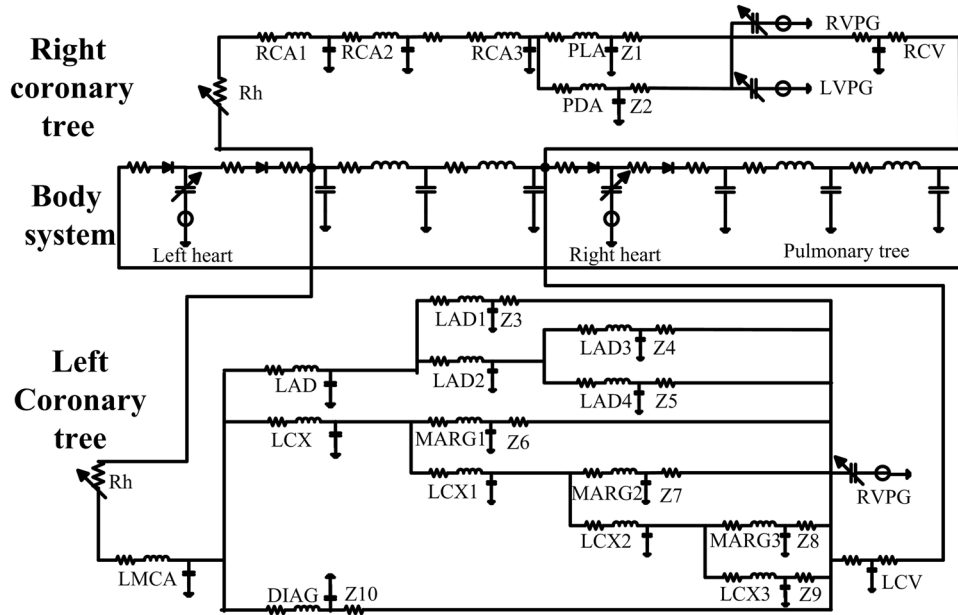 Right
coronary
tree
RCA1
RCA2
RCA3
PLA
Z1
RVPG
RCV
Rh
PDA
Z2
LVPG
Body
system
Left heart
Right heart
Pulmonary tree
Left
Coronary
tree
LAD1
Z3
LAD3
Z4
LAD
LAD2
LAD4
Z5
LCX
MARG1
Z6
Rh
LCX1
MARG2
Z7
RVPG
LCX2
MARG3
Z8
LMCA
LCV
LCX3
Z9
DIAG
Z10